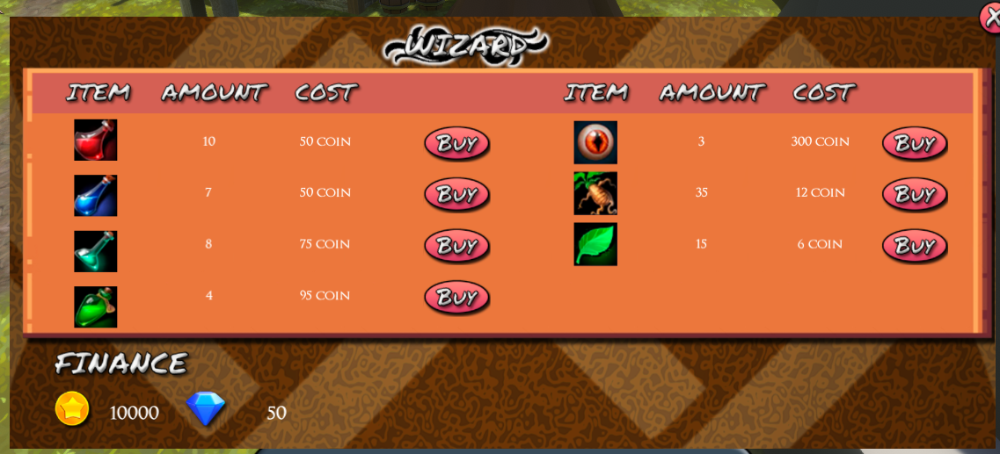 WIZARD
ITEM AMOUNT COST ITEM AMOUNT COST
10 50 COIN BUY 3 300 COIN BUY
7 50 COIN BUY 35 12 COIN BUY
8 75 COIN BUY 15 6 COIN BUY
4 95 COIN BUY
FINANCE
10000 50
X